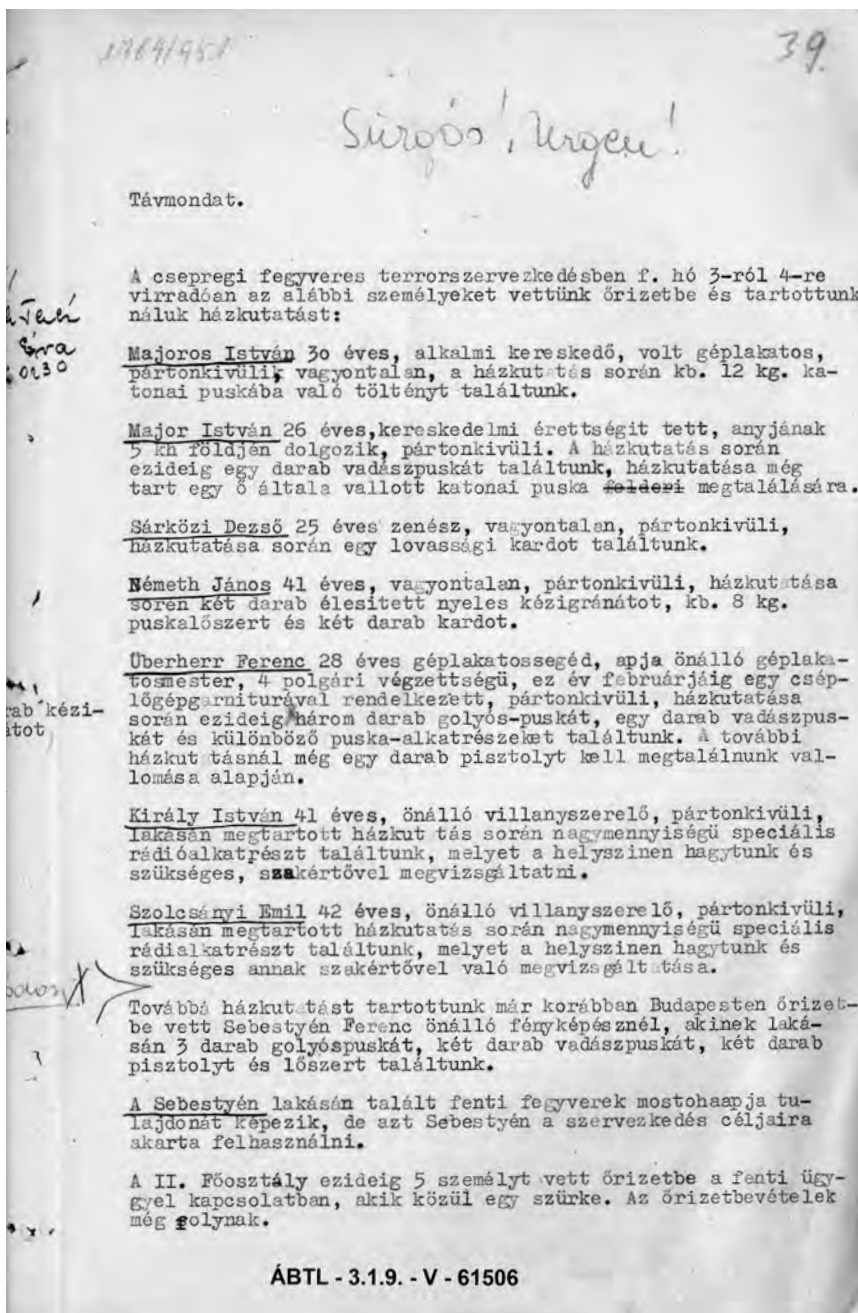 39.
Sürgős! Urgen!
Távmondat.
A csepregi fegyveres terrorszervezkedésben f. hó 3-ról 4-re
virradóan az alábbi személyeket vettünk őrizetbe és tartottunk
náluk házkutatást:
Majoros István 30 éves, alkalmi kereskedő, volt géplakatos,
pártonkivüli, vagyontalan, a házkut tás során kb. 12 kg. ka-
tonai puskába való töltényt találtunk.
Major István 26 éves,kereskedelmi érettségit tett, anyjának
5 kh földjén dolgozik, pártonkivüli. A házkutatás során
ezideig egy darab vadászpuskát találtunk, házkutatása még
tart egy ő általa vallott katonai puska felderi megtalálására.
Sárközi Dezső 25 éves zenész, vagyontalan, pártonkivüli,
házkutatása során egy lovassági kardot találtunk.
Németh János 41 éves, vagyontalan, pártonkivüli, házkutatása
során két darab élesitett nyeles kézigránátot, kb. 8 kg.
puskalőszert és két darab kardot.
Überherr Ferenc 28 éves géplakatossegéd, apja önálló géplaka-
tosmester, 4 polgári végzettségü, ez év februárjáig egy csép-
lőgépgarniturával rendelkezett, pártonkivüli, házkutatása
rab kézi-
átot
során ezideig három darab golyós-puskát, egy darab vadászpus-
kát és különböző puska-alkatrészeket találtunk. A további
házkut tásnál még egy darab pisztolyt kell megtalálnunk val-
lomása alapján.
Király István 41 éves, önálló villanyszerelő, pártonkivüli,
lakásán megtartott házkut tás során nagymennyiségü speciális
rádióalkatrészt találtunk, melyet a helyszinen hagytunk és
szükséges, szakértővel megvizsgáltatni.
Szolcsányi Emil 42 éves, önálló villanyszerelő, pártonkivüli,
lakásán megtartott házkutatás során nagymennyiségü speciális
rádialkatrészt találtunk, melyet a helyszinen hagytunk és
szükséges annak szakértővel való megvizsgáltatása.
Továbbá házkutatást tartottunk már korábban Budapesten őrizet-
be vett Sebestyén Ferenc önálló fényképésznél, akinek laká-
sán 3 darab golyóspuskát, két darab vadászpuskát, két darab
pisztolyt és lőszert találtunk.
A Sebestyén lakásán talált fenti fegyverek mostohaapja tu-
lajdonát képezik, de azt Sebestyén a szervezkedés céljaira
akarta felhasználni.
A II. Főosztály ezideig 5 személyt vett őrizetbe a fenti ügy-
gyel kapcsolatban, akik közül egy szürke. Az őrizetbevételek
még folynak.
ÁBTL - 3.1.9. - V - 61506